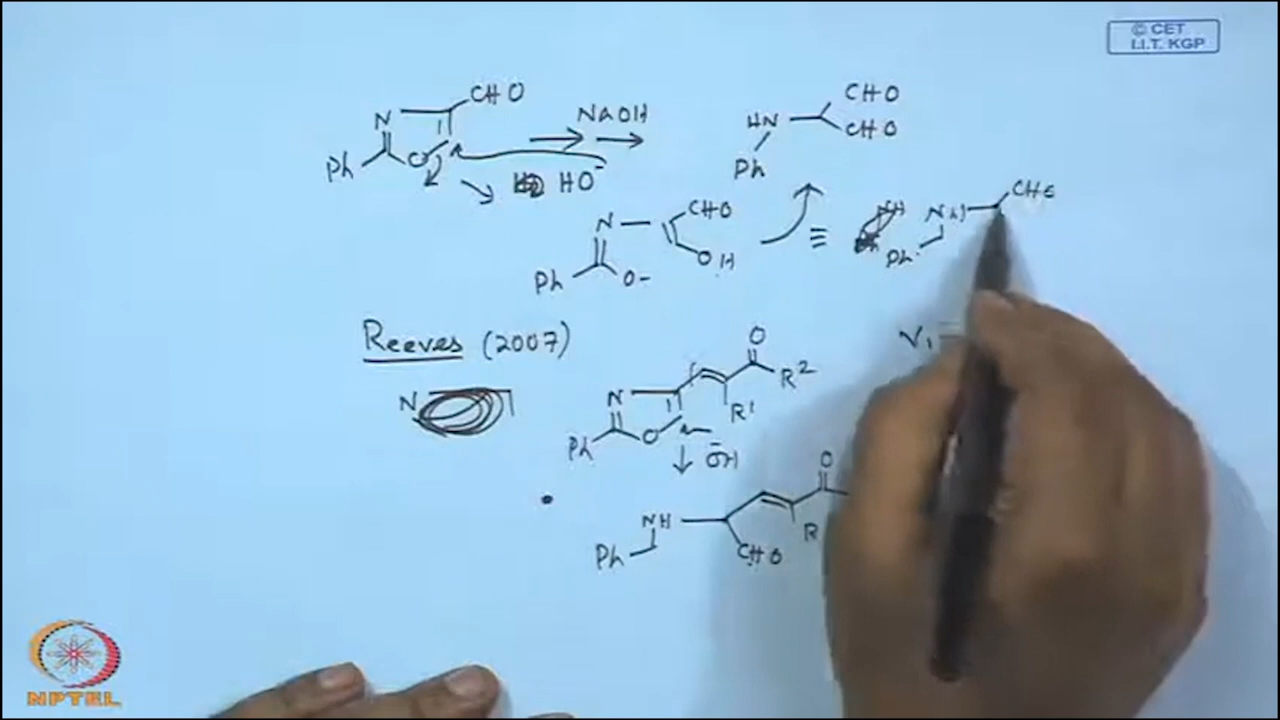 © CET
I.I.T. KGP
CHO
N
O
Ph
NaOH
HO⁻
HN
CHO
CHO
Ph
N
CHO
OH
Ph
O⁻
≡
NH
CHO
Ph
Reeves (2007)
N
O
R²
N
R¹
O
Ph
ŌH
O
NH
R
Ph
CHO
NPTEL